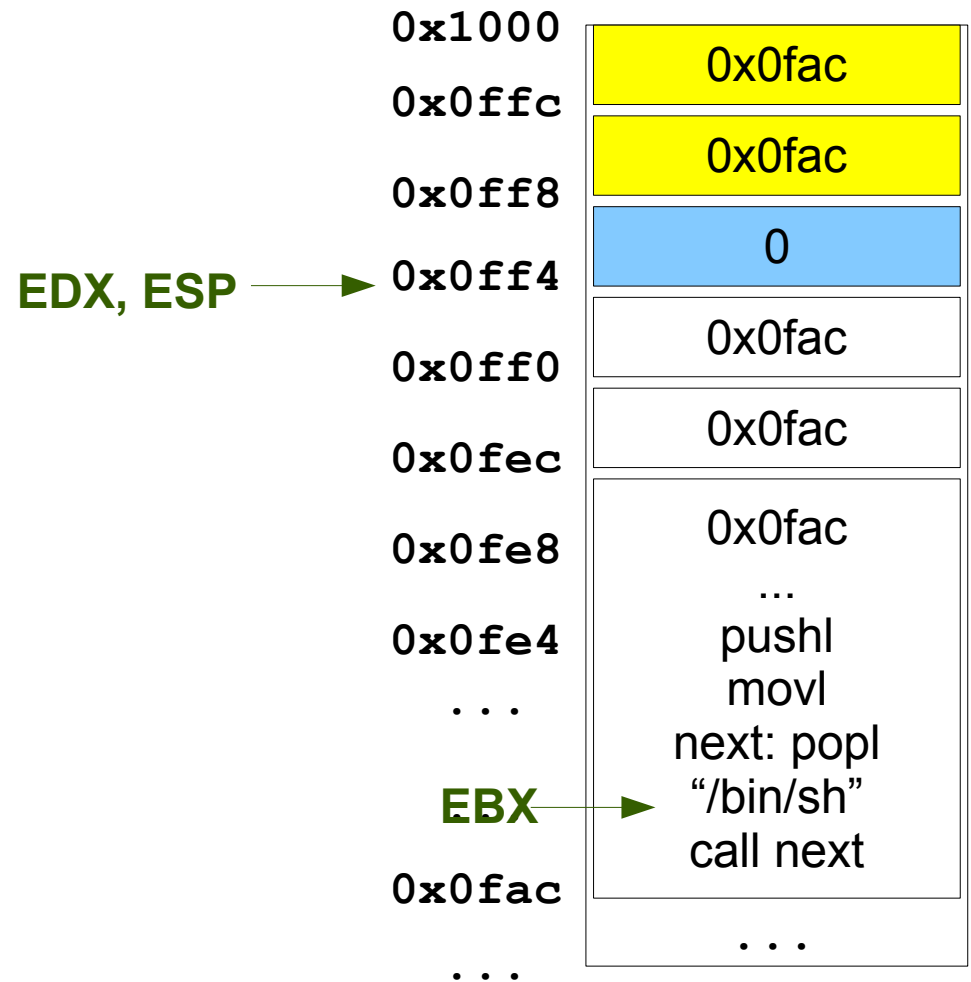 0x1000
0x0fac
0x0ffc
0x0fac
0x0ff8
0
EDX, ESP
0x0ff4
0x0fac
0x0ff0
0x0fac
0x0fec
0x0fac
0x0fe8
...
0x0fe4
pushl
movl
...
next: popl
“/bin/sh”
EBX
...
call next
0x0fac
...
...